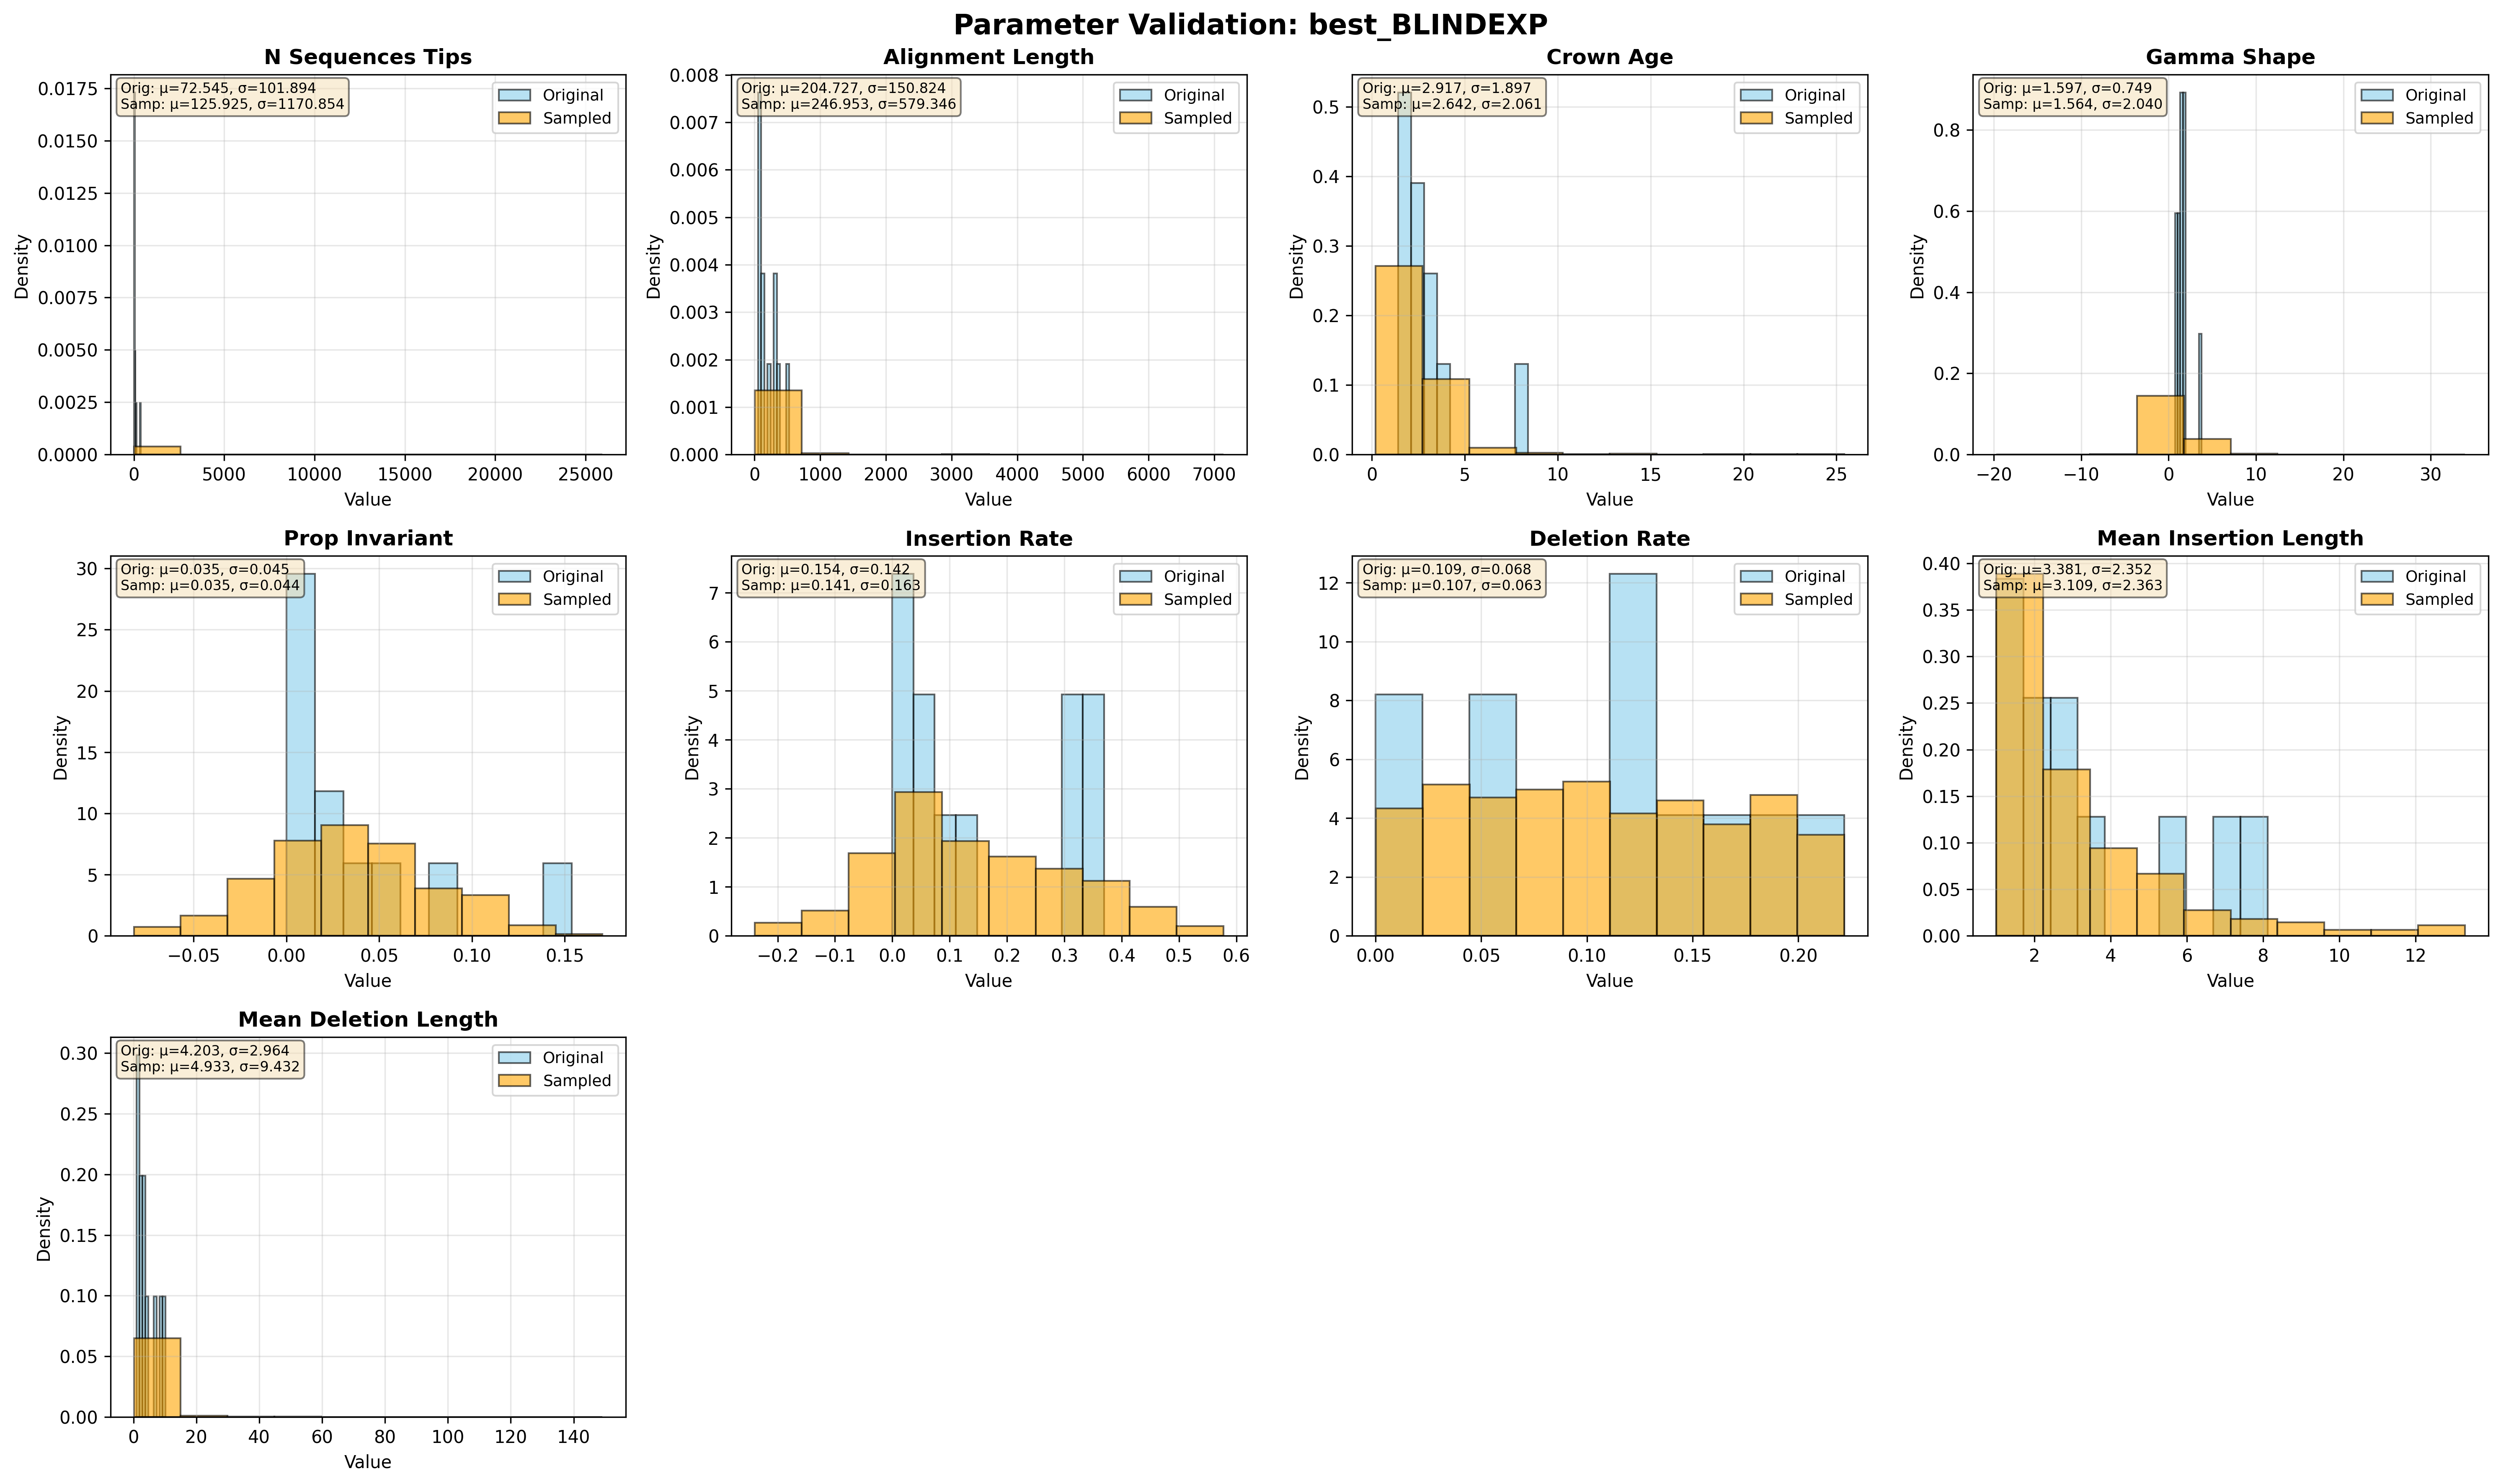 Parameter Validation: best_BLINDEXP
N Sequences Tips
Orig: μ=72.545, σ=101.894
Samp: μ=125.925, σ=1170.854
Original
Sampled
Density
0.0175
0.0150
0.0125
0.0100
0.0075
0.0050
0.0025
0.0000
0 5000 10000 15000 20000 25000
Value
Alignment Length
Orig: μ=204.727, σ=150.824
Samp: μ=246.953, σ=579.346
Original
Sampled
Density
0.008
0.007
0.006
0.005
0.004
0.003
0.002
0.001
0.000
0 1000 2000 3000 4000 5000 6000 7000
Value
Crown Age
Orig: μ=2.917, σ=1.897
Samp: μ=2.642, σ=2.061
Original
Sampled
Density
0.5
0.4
0.3
0.2
0.1
0.0
0 5 10 15 20 25
Value
Gamma Shape
Orig: μ=1.597, σ=0.749
Samp: μ=1.564, σ=2.040
Original
Sampled
Density
0.8
0.6
0.4
0.2
0.0
−20 −10 0 10 20 30
Value
Prop Invariant
Orig: μ=0.035, σ=0.045
Samp: μ=0.035, σ=0.044
Original
Sampled
Density
30
25
20
15
10
5
0
−0.05 0.00 0.05 0.10 0.15
Value
Insertion Rate
Orig: μ=0.154, σ=0.142
Samp: μ=0.141, σ=0.163
Original
Sampled
Density
7
6
5
4
3
2
1
0
−0.2 −0.1 0.0 0.1 0.2 0.3 0.4 0.5 0.6
Value
Deletion Rate
Orig: μ=0.109, σ=0.068
Samp: μ=0.107, σ=0.063
Original
Sampled
Density
12
10
8
6
4
2
0
0.00 0.05 0.10 0.15 0.20
Value
Mean Insertion Length
Orig: μ=3.381, σ=2.352
Samp: μ=3.109, σ=2.363
Original
Sampled
Density
0.40
0.35
0.30
0.25
0.20
0.15
0.10
0.05
0.00
2 4 6 8 10 12
Value
Mean Deletion Length
Orig: μ=4.203, σ=2.964
Samp: μ=4.933, σ=9.432
Original
Sampled
Density
0.30
0.25
0.20
0.15
0.10
0.05
0.00
0 20 40 60 80 100 120 140
Value